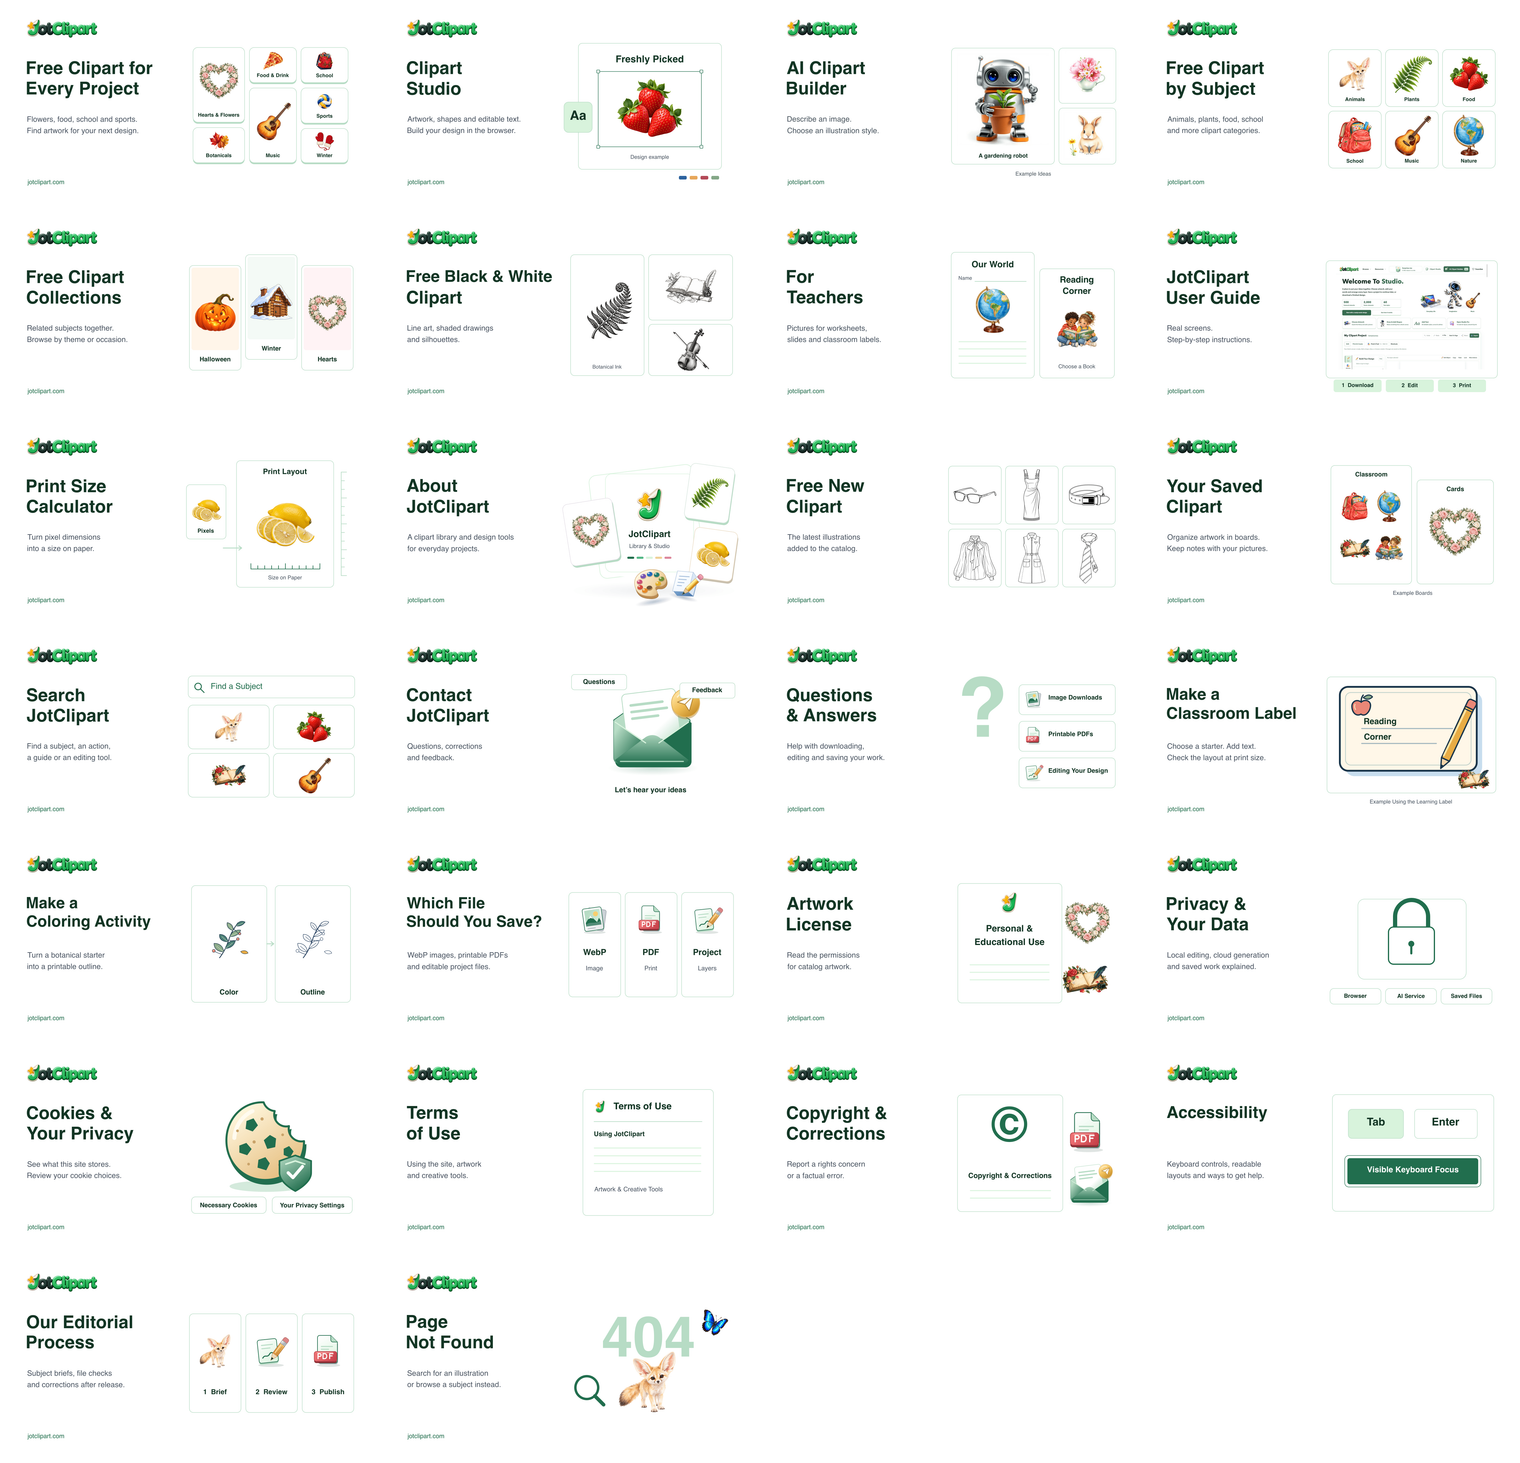 JotClipart
Free Clipart for
Every Project
Flowers, food, school and sports.
Find artwork for your next design.
Hearts & Flowers
Food & Drink
School
Sports
Botanicals
Music
Winter
jotclipart.com
JotClipart
Clipart
Studio
Artwork, shapes and editable text.
Build your design in the browser.
Freshly Picked
Aa
Design example
jotclipart.com
JotClipart
AI Clipart
Builder
Describe an image.
Choose an illustration style.
A gardening robot
Example Ideas
jotclipart.com
JotClipart
Free Clipart
by Subject
Animals, plants, food, school
and more clipart categories.
Animals
Plants
Food
School
Music
Nature
jotclipart.com
JotClipart
Free Clipart
Collections
Related subjects together.
Browse by theme or occasion.
Halloween
Winter
Hearts
jotclipart.com
JotClipart
Free Black & White
Clipart
Line art, shaded drawings
and silhouettes.
Botanical Ink
jotclipart.com
JotClipart
For
Teachers
Pictures for worksheets,
slides and classroom labels.
Our World
Name
Reading
Corner
Choose a Book
jotclipart.com
JotClipart
JotClipart
User Guide
Real screens.
Step-by-step instructions.
JotClipart
Welcome To Studio.
My Clipart Project
1 Download
2 Edit
3 Print
jotclipart.com
JotClipart
Print Size
Calculator
Turn pixel dimensions
into a size on paper.
Pixels
Print Layout
Size on Paper
jotclipart.com
JotClipart
About
JotClipart
A clipart library and design tools
for everyday projects.
JotClipart
Library & Studio
jotclipart.com
JotClipart
Free New
Clipart
The latest illustrations
added to the catalog.
jotclipart.com
JotClipart
Your Saved
Clipart
Organize artwork in boards.
Keep notes with your pictures.
Classroom
Cards
Example Boards
jotclipart.com
JotClipart
Search
JotClipart
Find a subject, an action,
a guide or an editing tool.
Find a Subject
jotclipart.com
JotClipart
Contact
JotClipart
Questions, corrections
and feedback.
Questions
Feedback
Let's hear your ideas
jotclipart.com
JotClipart
Questions
& Answers
Help with downloading,
editing and saving your work.
?
Image Downloads
PDF
Printable PDFs
Editing Your Design
jotclipart.com
JotClipart
Make a
Classroom Label
Choose a starter. Add text.
Check the layout at print size.
Reading
Corner
Example Using the Learning Label
jotclipart.com
JotClipart
Make a
Coloring Activity
Turn a botanical starter
into a printable outline.
Color
Outline
jotclipart.com
JotClipart
Which File
Should You Save?
WebP images, printable PDFs
and editable project files.
WebP
Image
PDF
PDF
Print
Project
Layers
jotclipart.com
JotClipart
Artwork
License
Read the permissions
for catalog artwork.
Personal &
Educational Use
jotclipart.com
JotClipart
Privacy &
Your Data
Local editing, cloud generation
and saved work explained.
Browser
AI Service
Saved Files
jotclipart.com
JotClipart
Cookies &
Your Privacy
See what this site stores.
Review your cookie choices.
Necessary Cookies
Your Privacy Settings
jotclipart.com
JotClipart
Terms
of Use
Using the site, artwork
and creative tools.
Terms of Use
Using JotClipart
Artwork & Creative Tools
jotclipart.com
JotClipart
Copyright &
Corrections
Report a rights concern
or a factual error.
©
Copyright & Corrections
PDF
jotclipart.com
JotClipart
Accessibility
Keyboard controls, readable
layouts and ways to get help.
Tab
Enter
Visible Keyboard Focus
jotclipart.com
JotClipart
Our Editorial
Process
Subject briefs, file checks
and corrections after release.
1 Brief
2 Review
PDF
3 Publish
jotclipart.com
JotClipart
Page
Not Found
Search for an illustration
or browse a subject instead.
404
jotclipart.com